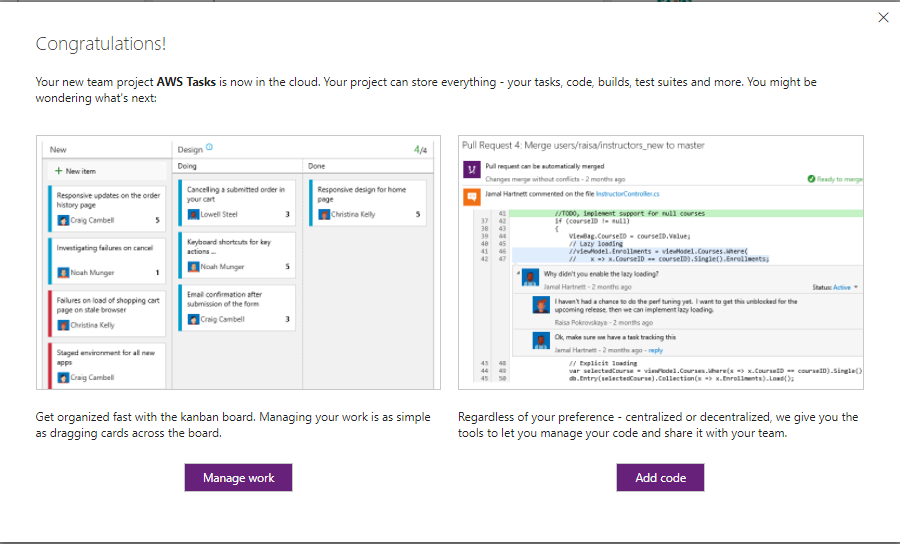 Congratulations!
Your new team project AWS Tasks is now in the cloud. Your project can store everything - your tasks, code, builds, test suites and more. You might be
wondering what's next:
New
+ New item
Responsive updates on the order
history page
Craig Cambell 5
Investigating failures on cancel
Noah Munger 1
Failures on load of shopping cart
page on stale browser
Christina Kelly
Staged environment for all new
apps
Craig Cambell
Design 4/4
Doing
Cancelling a submitted order in
your cart
Lowell Steel 3
Keyboard shortcuts for key
actions ...
Noah Munger 5
Email confirmation after
submission of the form
Craig Cambell 3
Done
Responsive design for home
page
Christina Kelly 5
Get organized fast with the kanban board. Managing your work is as simple
as dragging cards across the board.
Manage work
Pull Request 4: Merge users/raisa/instructors_new to master
Pull request can be automatically merged
Changes merge without conflicts - 2 months ago
Ready to merge
Jamal Hartnett commented on the file InstructorController.cs
41 //TODO, implement support for null courses
37 42 if (courseID != null)
38 43 {
39 44 ViewBag.CourseID = courseID.Value;
40 45 // Lazy loading
41 46 //viewModel.Enrollments = viewModel.Courses.Where(
42 47 // x => x.CourseID == courseID).Single().Enrollments;
Why didn't you enable the lazy loading?
Jamal Hartnett - 2 months ago
Status: Active
I haven't had a chance to do the perf tuning yet. I want to get this unblocked for the
upcoming release, then we can implement lazy loading.
Raisa Pokrovskaya - 2 months ago
Ok, make sure we have a task tracking this
Jamal Hartnett - 2 months ago - reply
43 48 // Explicit loading
44 49 var selectedCourse = viewModel.Courses.Where(x => x.CourseID == courseID).Single()
45 50 db.Entry(selectedCourse).Collection(x => x.Enrollments).Load();
Regardless of your preference - centralized or decentralized, we give you the
tools to let you manage your code and share it with your team.
Add code